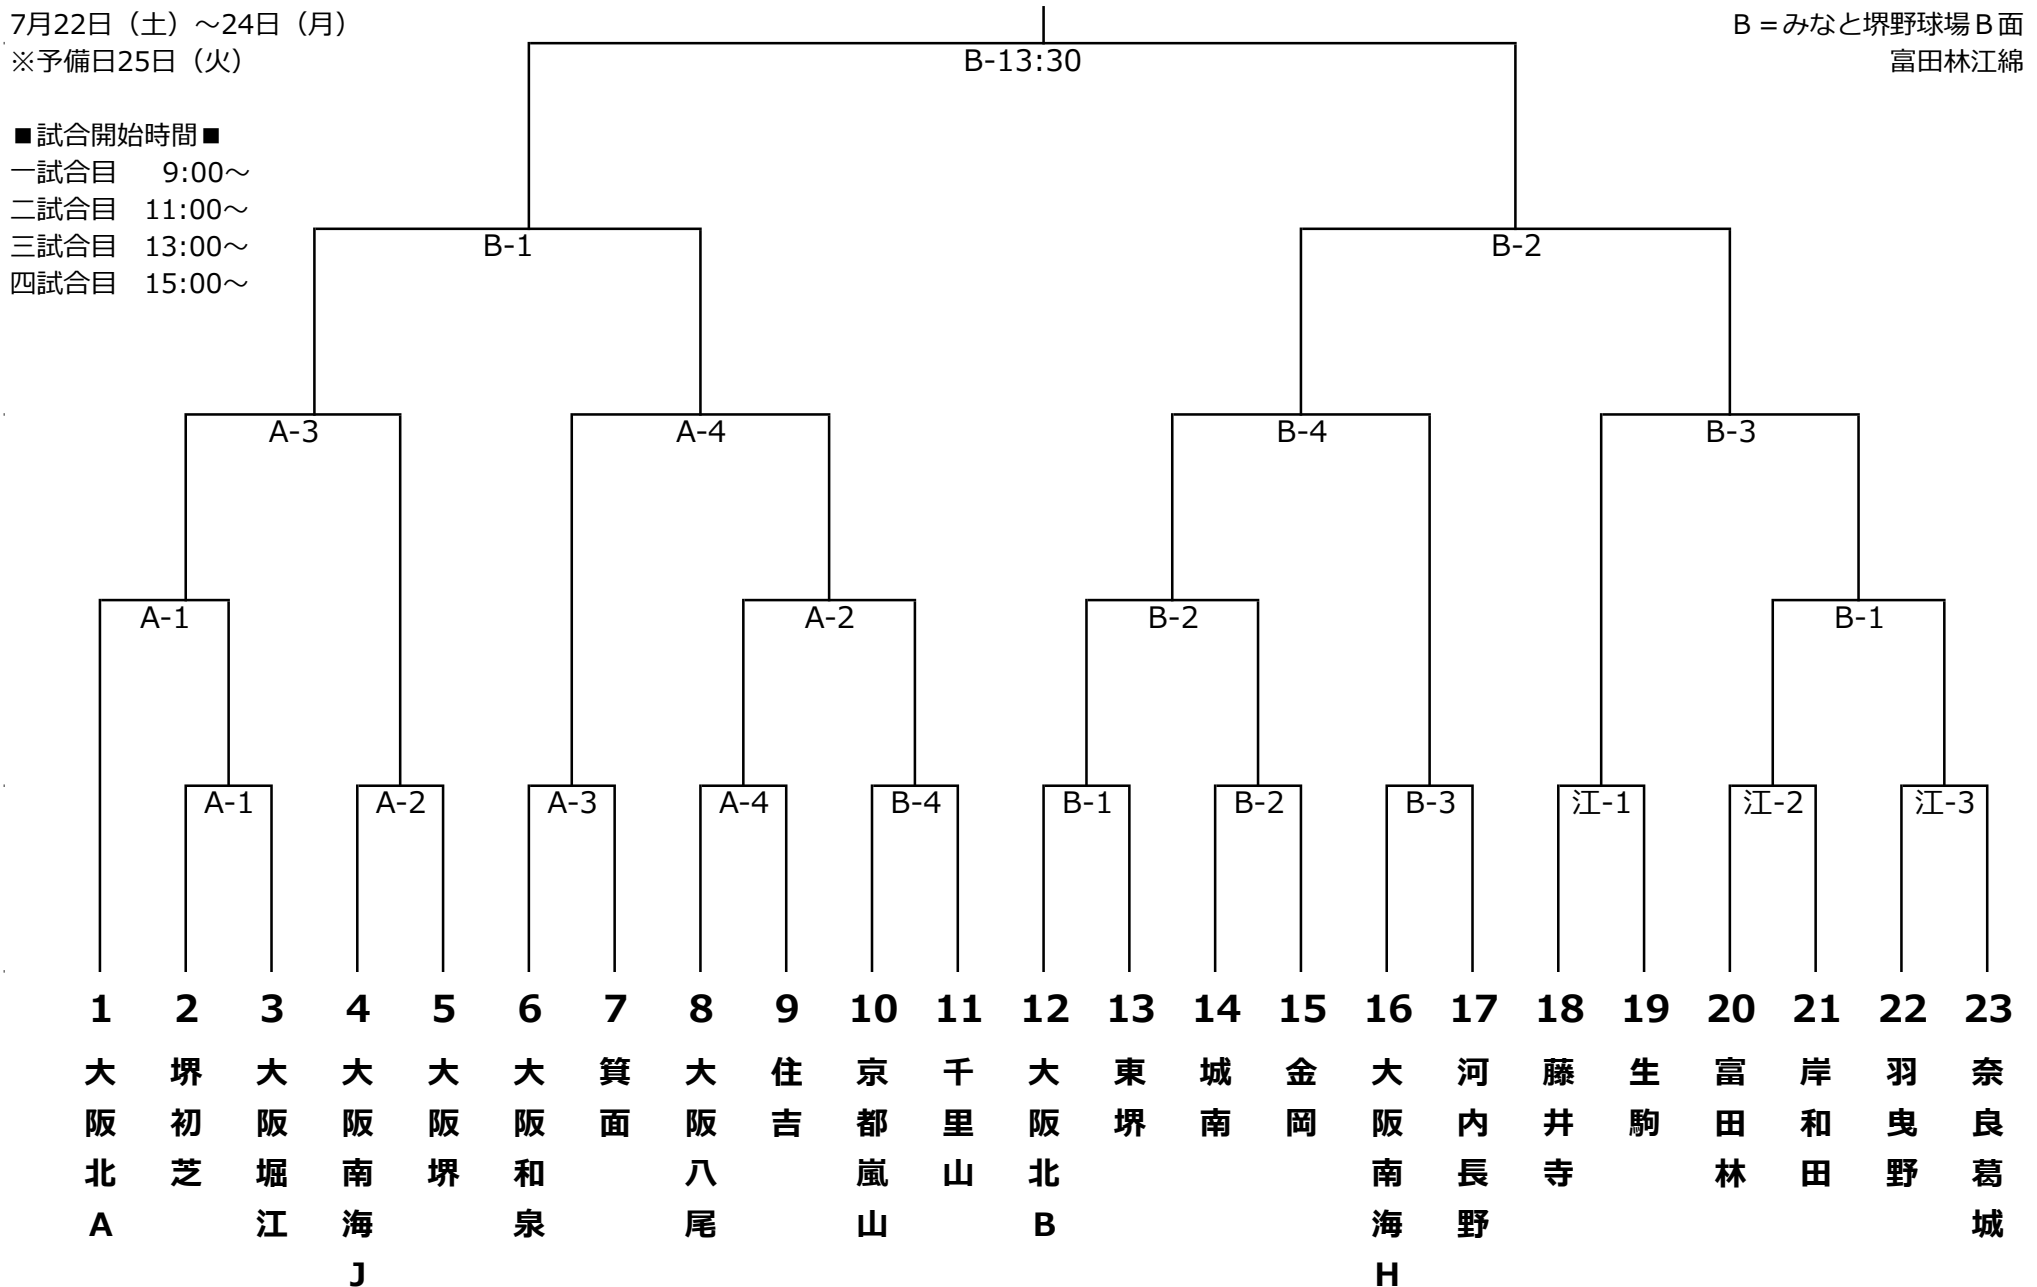 7月22日（土）～24日（月）
※予備日25日（火）
B＝みなと堺野球場Ｂ面
富田林江綿
■試合開始時間■
一試合目 9:00～
二試合目 11:00～
三試合目 13:00～
四試合目 15:00～
B-13:30
B-1 B-2
A-3 A-4 B-4 B-3
A-1 A-2 B-2 B-1
A-1 A-2 A-3 A-4 B-4 B-1 B-2 B-3 江-1 江-2 江-3
1 2 3 4 5 6 7 8 9 10 11 12 13 14 15 16 17 18 19 20 21 22 23
大阪北A
堺初芝
大阪堀江
大阪南海J
大阪堺
大阪和泉
箕面
大阪八尾
住吉
京都嵐山
千里山
大阪北B
東堺
城南
金岡
大阪南海H
河内長野
藤井寺
生駒
富田林
岸和田
羽曳野
奈良葛城